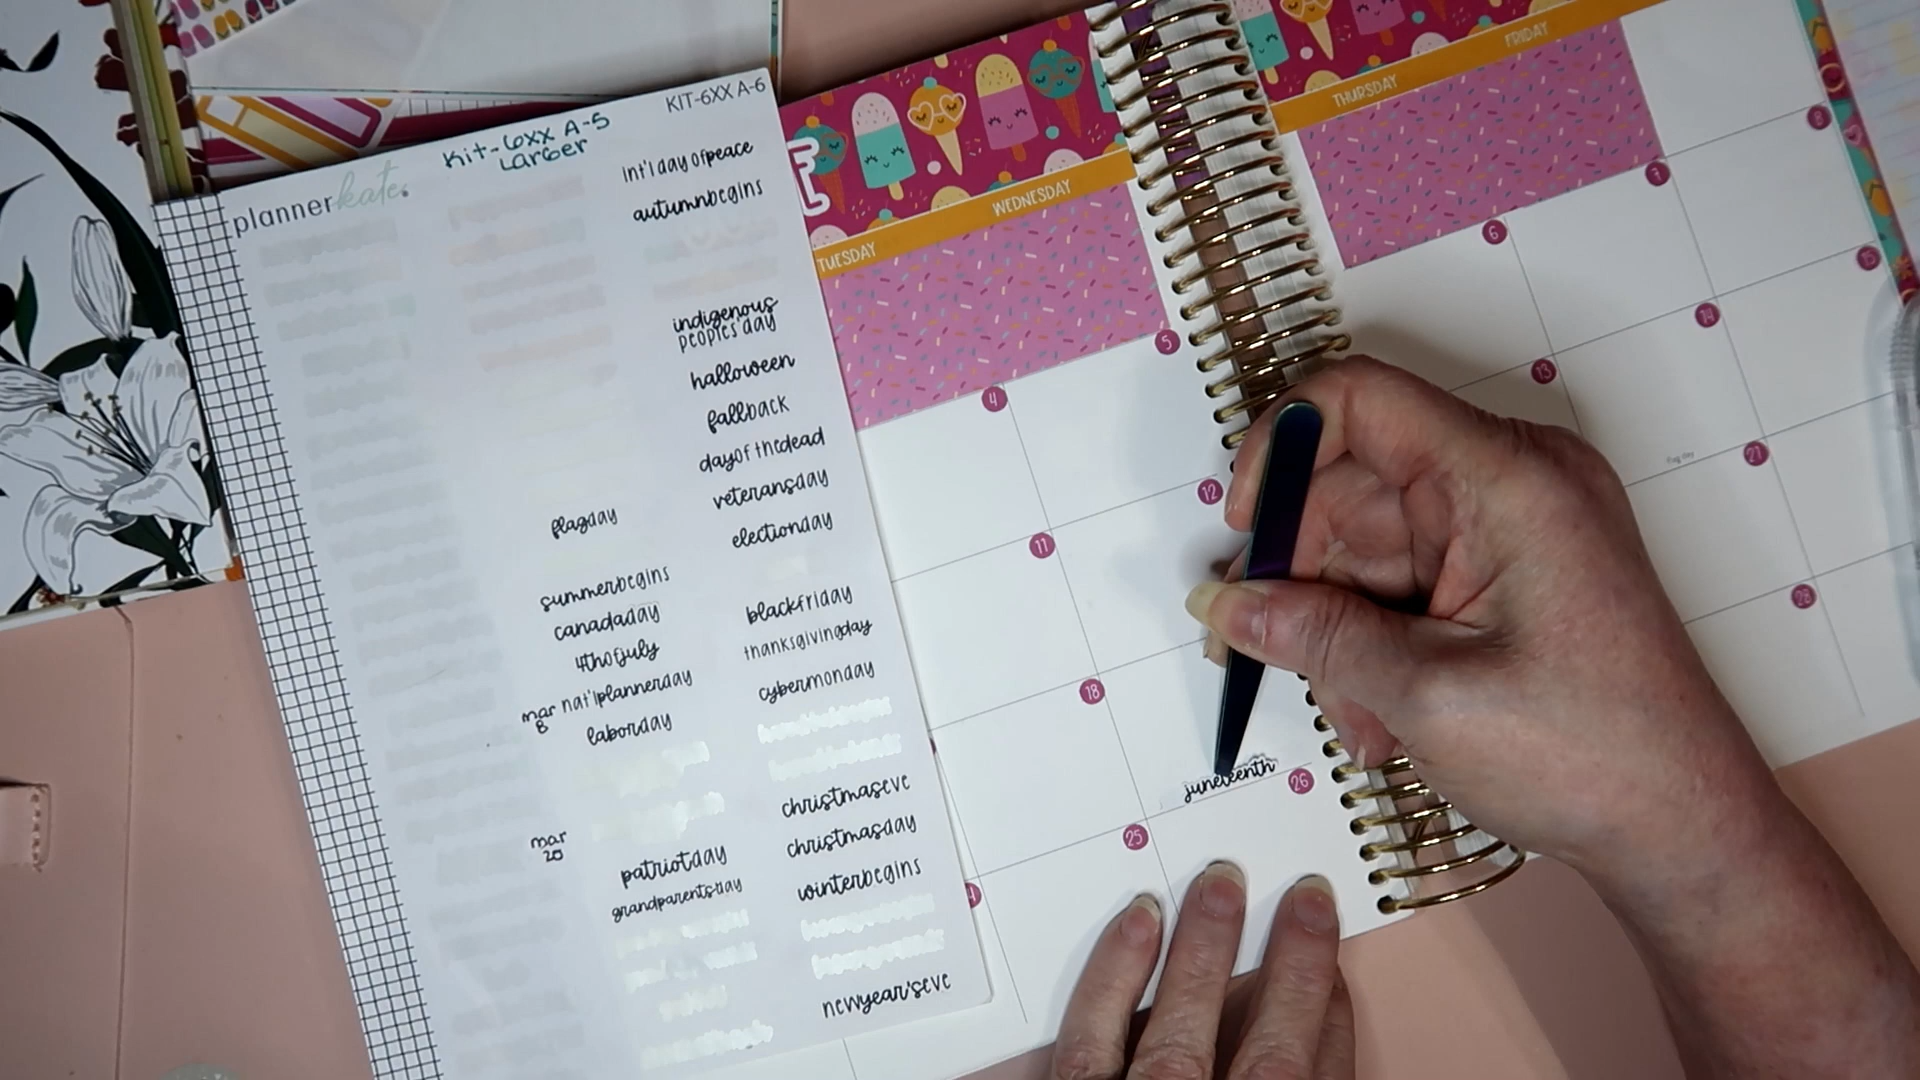 plannerkate.
Kit-6xx A-5
Larger
KIT-6XX A-6
int'l day of peace
autumn begins
indigenous
peoples' day
halloween
fall back
day of the dead
veterans day
election day
black friday
thanksgiving day
cyber monday
christmas eve
christmas day
winter begins
new year's eve
flag day
summer begins
canada day
4th of july
mar
8
nat'l planner day
labor day
mar
20
patriot day
grandparents day
TUESDAY
WEDNESDAY
THURSDAY
FRIDAY
4
5
6
7
8
11
12
13
14
15
18
juneteenth
flag day
21
25
26
28